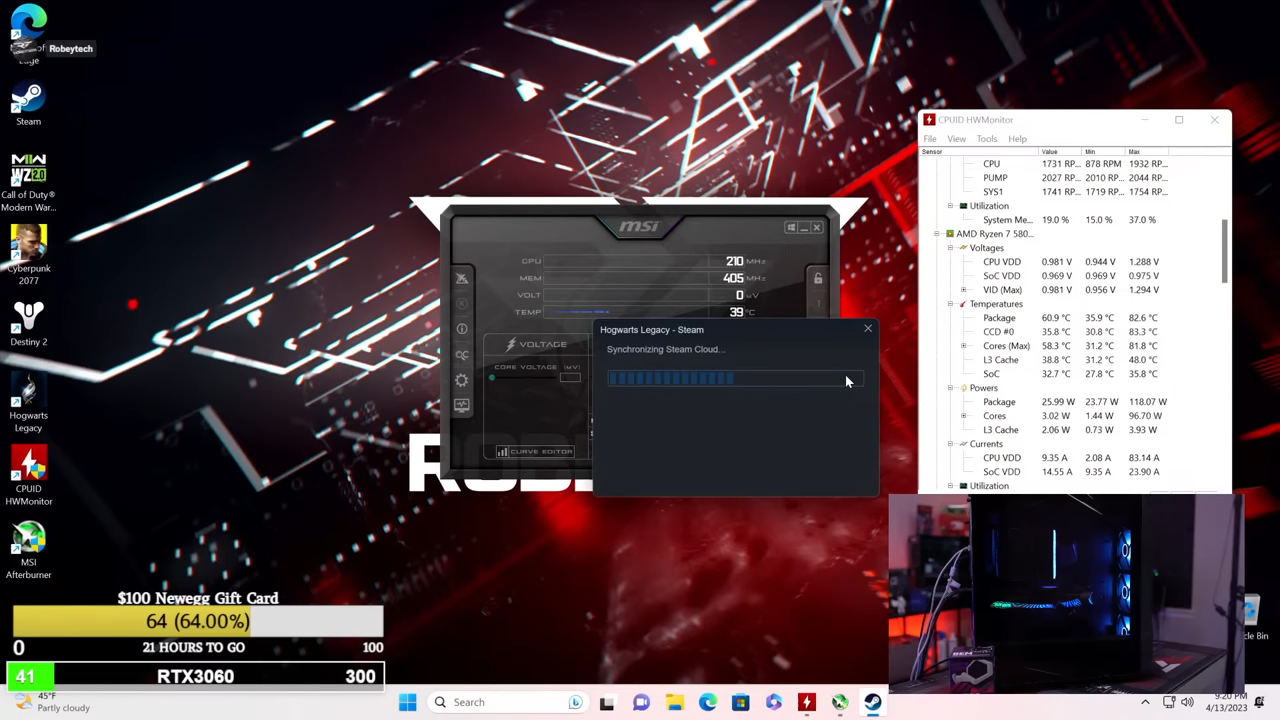 Edge
Robeytech
Steam
Call of Duty®
Modern War...
Cyberpunk
2077
Destiny 2
Hogwarts
Legacy
CPUID
HWMonitor
MSI
Afterburner
msi
GPU 210 MHz
MEM 405 MHz
VOLT 0 mV
TEMP 39 °C
VOLTAGE
CORE VOLTAGE (MV)
CURVE EDITOR
Hogwarts Legacy - Steam
Synchronizing Steam Cloud...
CPUID HWMonitor
File View Tools Help
Sensor Value Min Max
CPU 1731 RP... 878 RPM 1932 RP...
PUMP 2027 RP... 2010 RP... 2044 RP...
SYS1 1741 RP... 1719 RP... 1754 RP...
Utilization
System Me... 19.0 % 15.0 % 37.0 %
AMD Ryzen 7 580...
Voltages
CPU VDD 0.981 V 0.944 V 1.288 V
SoC VDD 0.969 V 0.969 V 0.975 V
VID (Max) 0.981 V 0.956 V 1.294 V
Temperatures
Package 60.9 °C 35.9 °C 82.6 °C
CCD #0 35.8 °C 30.8 °C 83.3 °C
Cores (Max) 58.3 °C 31.2 °C 81.8 °C
L3 Cache 38.8 °C 31.2 °C 48.0 °C
SoC 32.7 °C 27.8 °C 35.8 °C
Powers
Package 25.99 W 23.77 W 118.07 W
Cores 3.02 W 1.44 W 96.70 W
L3 Cache 2.06 W 0.73 W 3.93 W
Currents
CPU VDD 9.35 A 2.08 A 83.14 A
SoC VDD 14.55 A 9.35 A 23.90 A
Utilization
$100 Newegg Gift Card
64 (64.00%)
0 21 HOURS TO GO 100
41 RTX3060 300
45°F
Partly cloudy
Search
9:20 PM
4/13/2023